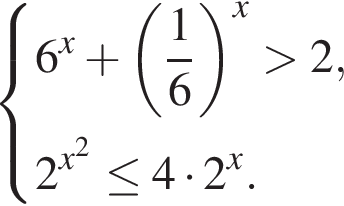 6^x + (1/6)^x > 2,
2^{x^2} ≤ 4 · 2^x.